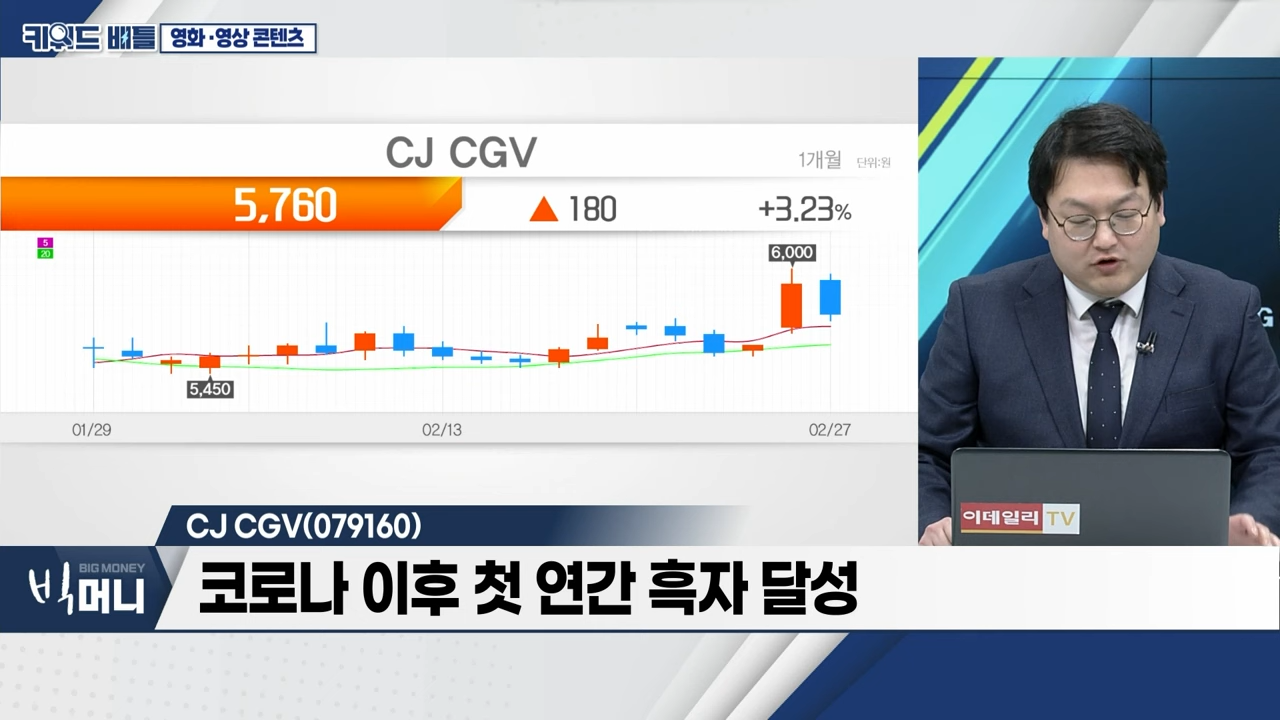 키워드 배틀
영화·영상 콘텐츠
CJ CGV
1개월 단위:원
5,760 ▲ 180 +3.23%
5
20
6,000
5,450
01/29 02/13 02/27
G
이데일리TV
CJ CGV(079160)
BIG MONEY
빅머니
코로나 이후 첫 연간 흑자 달성